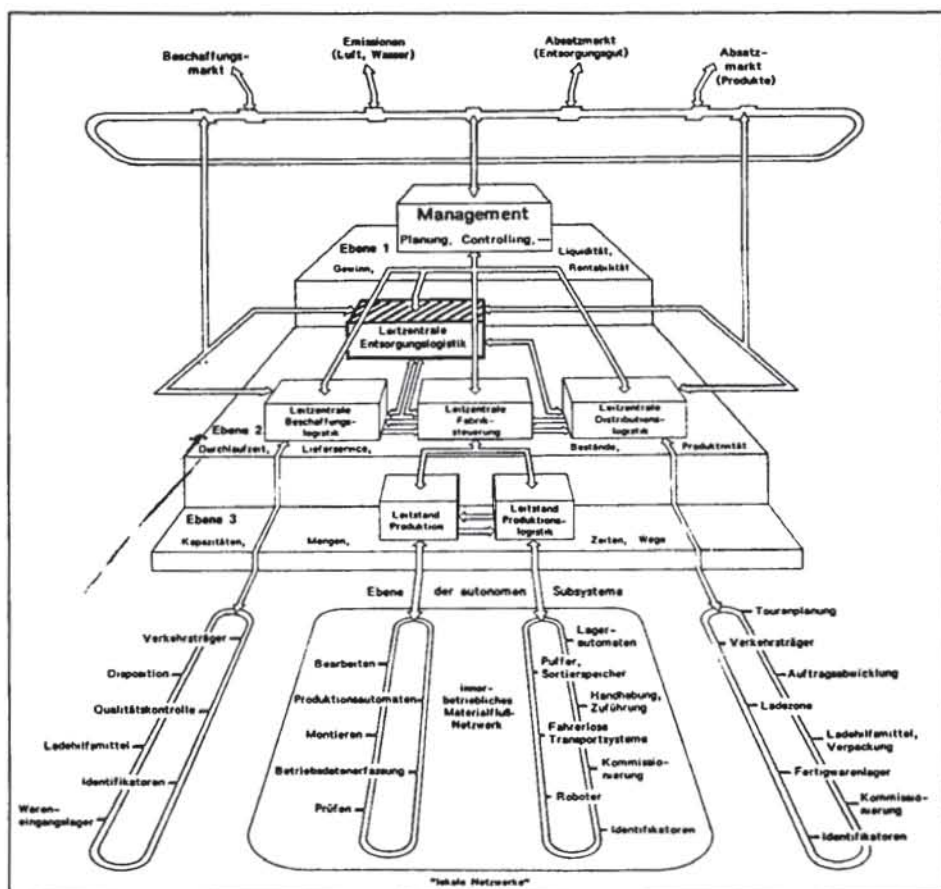 Beschaffungs-
markt
Emissionen
(Luft, Wasser)
Absatzmarkt
(Entsorgungsgut)
Absatz-
markt
(Produkte)
Management
Planung, Controlling, —
Ebene 1
Liquidität,
Gewinn,
Rentabilität
Leitzentrale
Entsorgungslogistik
Leitzentrale
Beschaffungs-
logistik
Leitzentrale
Fabrik-
steuerung
Leitzentrale
Distributions-
logistik
Ebene 2
Durchlaufzeit, Lieferservice,
Bestände,
Produktivität
Leitstand
Produktion
Leitstand
Produktions-
logistik
Ebene 3
Kapazitäten,
Mengen,
Zeiten, Wege
Ebene der autonomen Subsysteme
Verkehrsträger
Disposition
Qualitätskontrolle
Ladehilfsmittel
Identifikatoren
Waren-
eingangslager
Bearbeiten
Produktionsautomaten
Montieren
Betriebsdatenerfassung
Prüfen
Inner-
betriebliches
Materialfluß-
Netzwerk
Lager-
automaten
Puffer,
Sortierspeicher
Handhabung,
Zuführung
Fahrerlose
Transportsysteme
Kommissio-
nierung
Roboter
Identifikatoren
Tourenplanung
Verkehrsträger
Auftragsabwicklung
Ladezone
Ladehilfsmittel,
Verpackung
Fertigwarenlager
Kommissio-
nierung
Identifikatoren
"lokale Netzwerke"